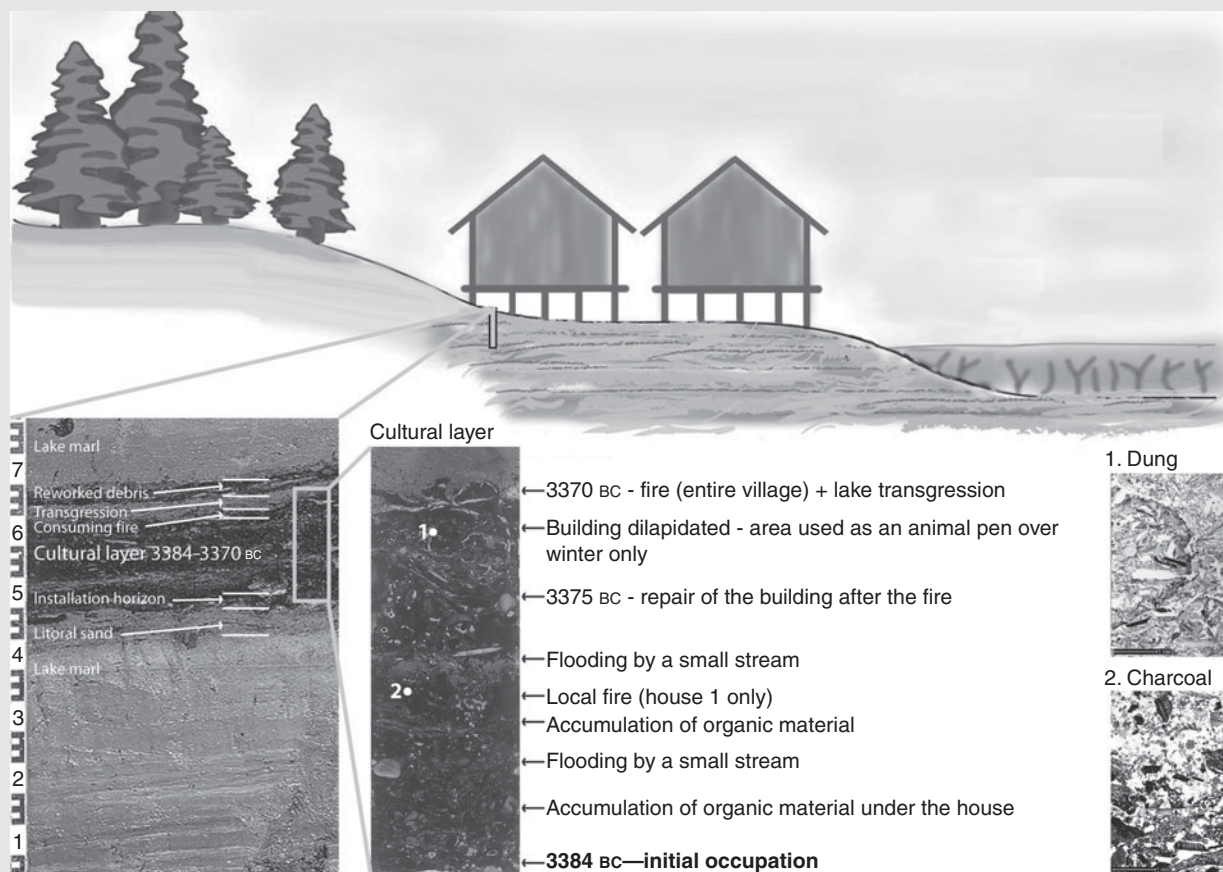 Lake marl
7
Reworked debris
Transgression
Consuming fire
6
Cultural layer 3384–3370 BC
5
Installation horizon
Litoral sand
4
Lake marl
3
2
1
Cultural layer
1
2
3370 BC - fire (entire village) + lake transgression
Building dilapidated - area used as an animal pen over
winter only
3375 BC - repair of the building after the fire
Flooding by a small stream
Local fire (house 1 only)
Accumulation of organic material
Flooding by a small stream
Accumulation of organic material under the house
3384 BC—initial occupation
1. Dung
2. Charcoal